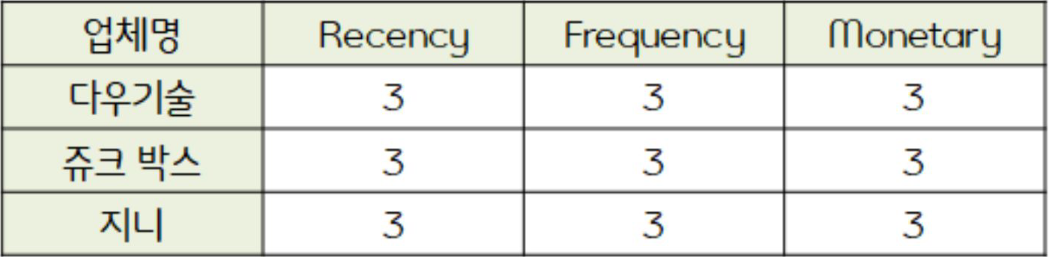 업체명 Recency Frequency Monetary
다우기술 3 3 3
쥬크 박스 3 3 3
지니 3 3 3